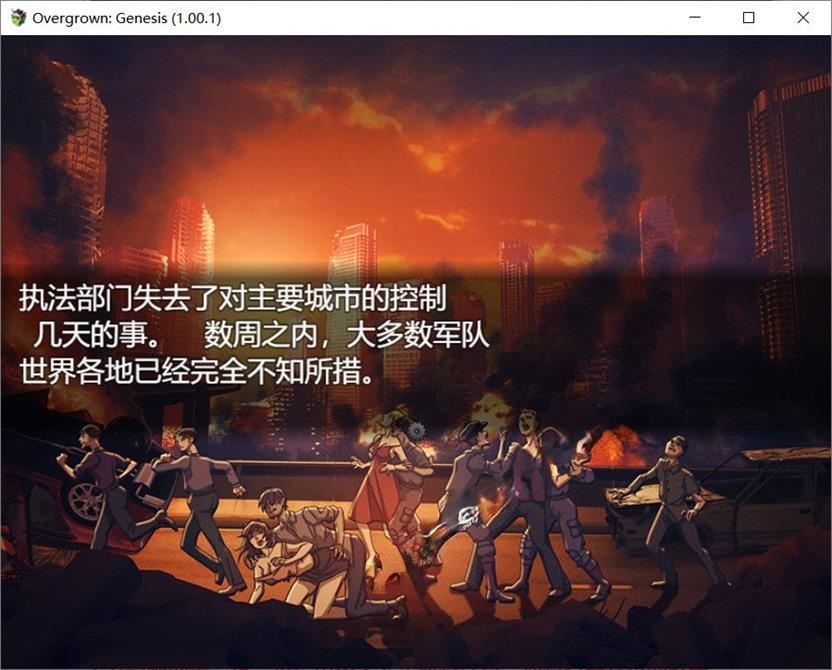 Overgrown: Genesis (1.00.1)
执法部门失去了对主要城市的控制
几天的事。 数周之内，大多数军队
世界各地已经完全不知所措。